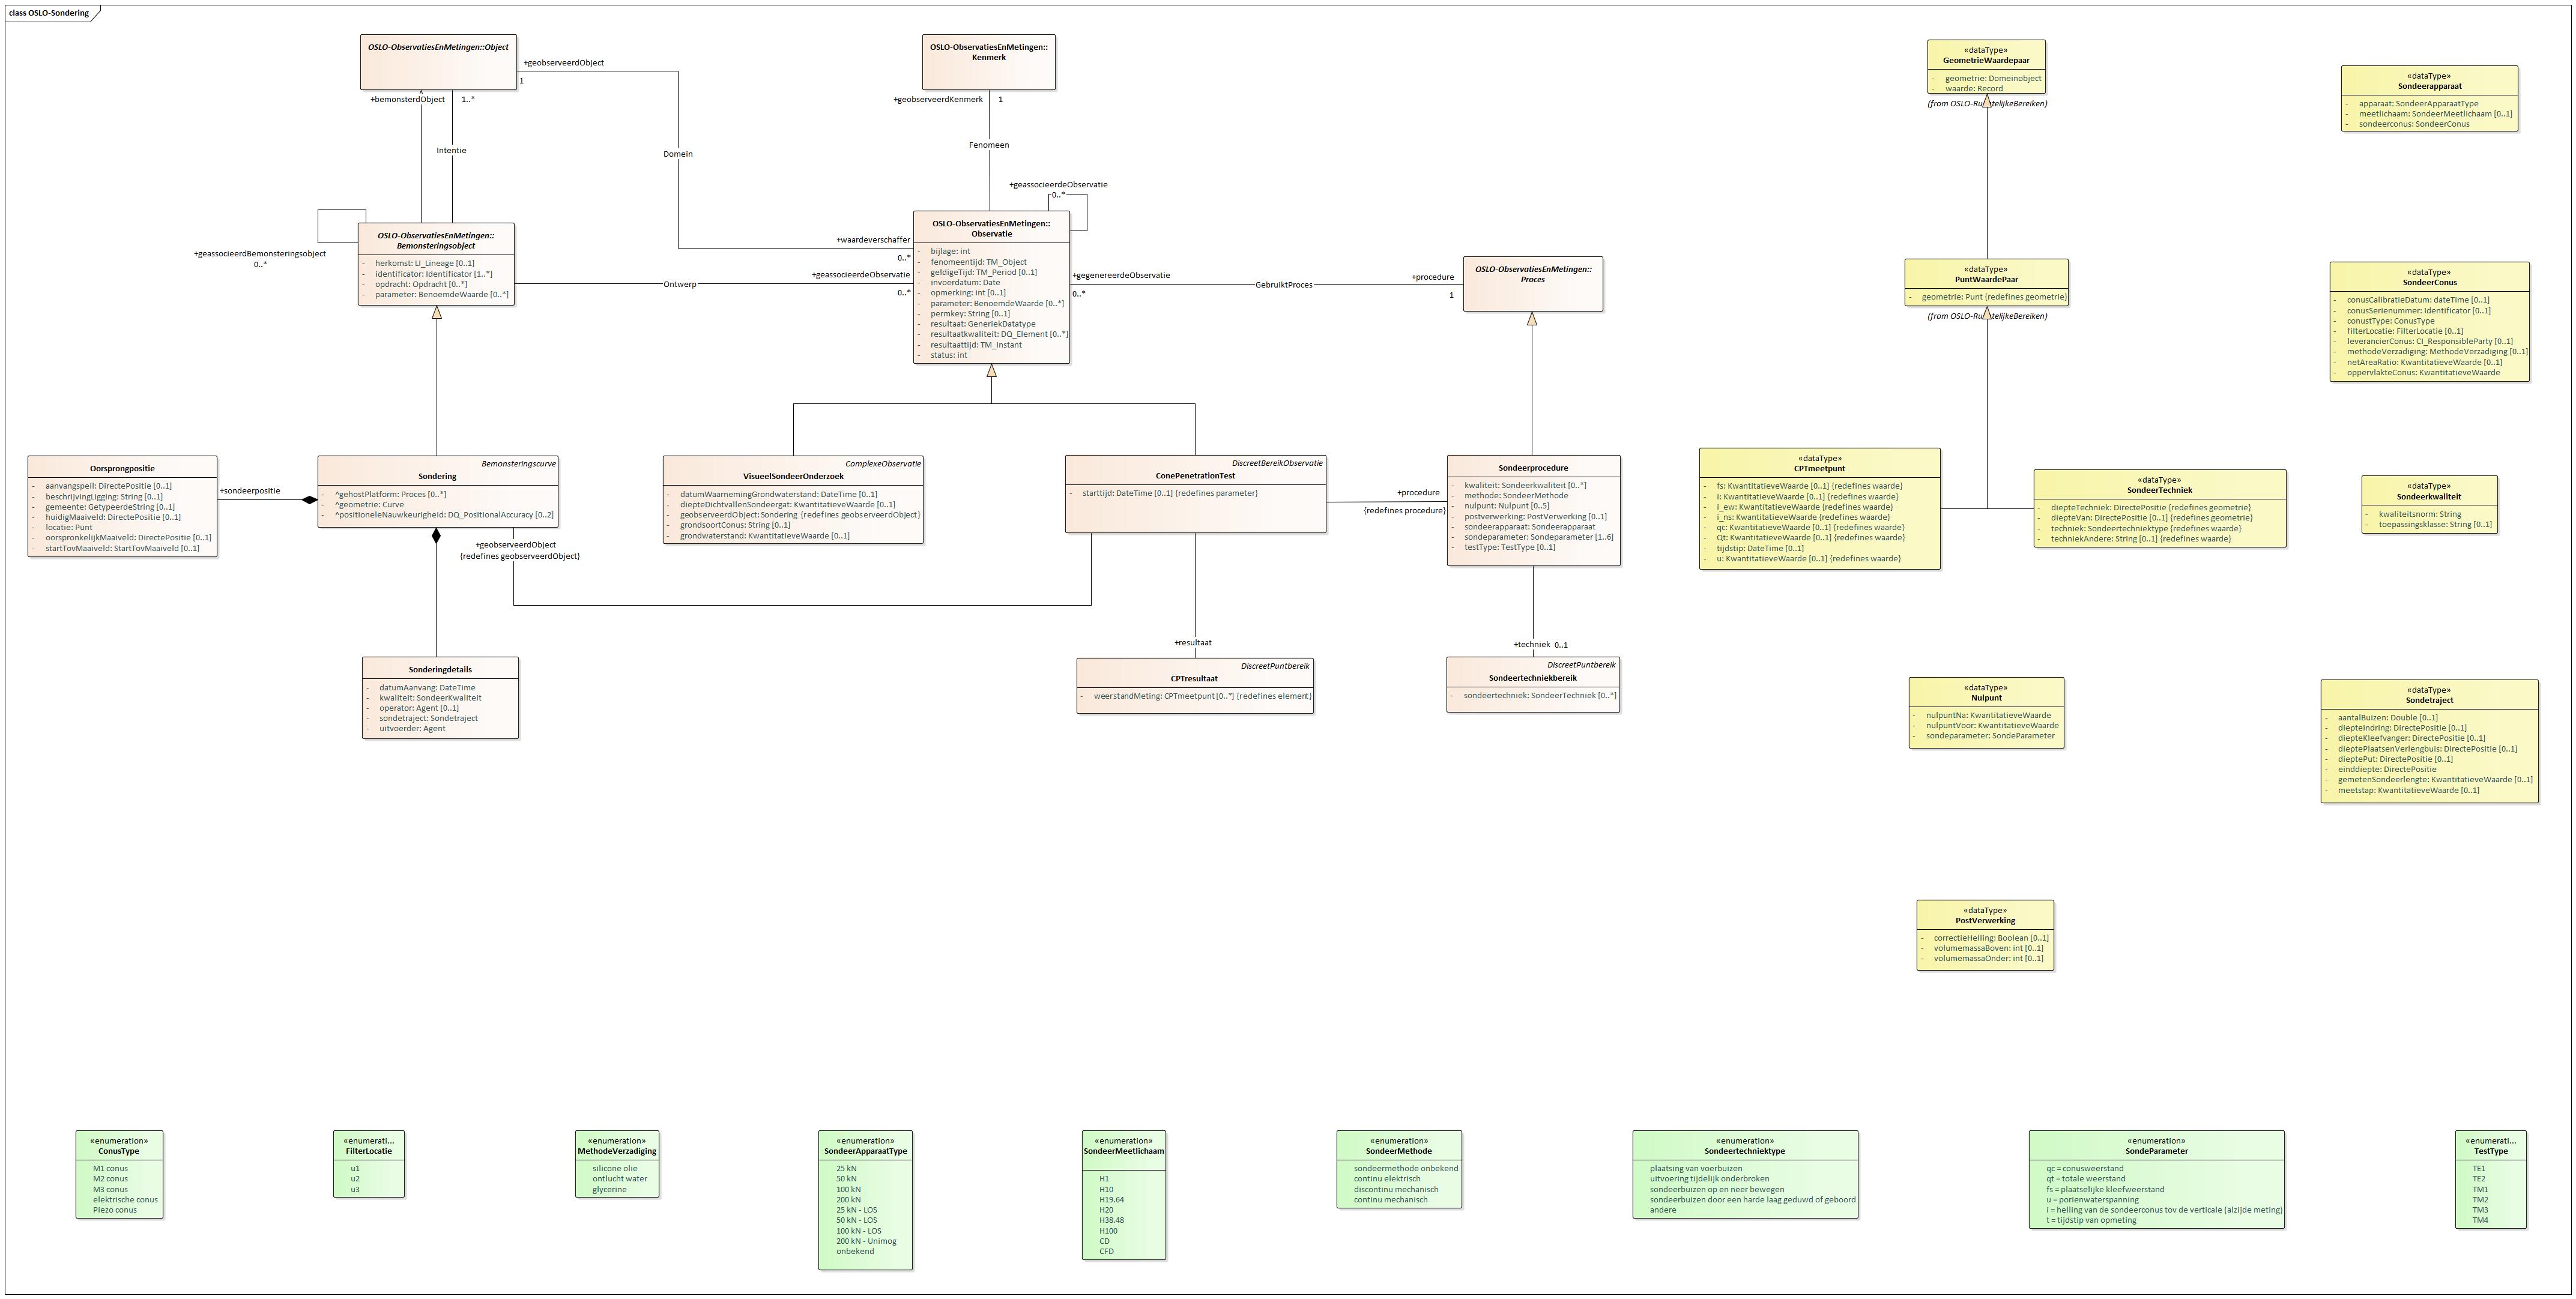 class OSLO-Sondering
OSLO-ObservatiesEnMetingen::Object
+geobserveerdObject
1
+bemonsterdObject
1..*
Intentie
Domein
OSLO-ObservatiesEnMetingen::
Kenmerk
+geobserveerdKenmerk
1
Fenomeen
+geassocieerdeObservatie
0..*
OSLO-ObservatiesEnMetingen::
Bemonsteringsobject
- herkomst: LI_Lineage [0..1]
- identificator: Identificator [1..*]
- opdracht: Opdracht [0..*]
- parameter: BenoemdeWaarde [0..*]
+geassocieerdBemonsteringsobject
0..*
Ontwerp
+waardeverschaffer
0..*
+geassocieerdeObservatie
0..*
OSLO-ObservatiesEnMetingen::
Observatie
- bijlage: int
- fenomeentijd: TM_Object
- geldigeTijd: TM_Period [0..1]
- invoerdatum: Date
- opmerking: int [0..1]
- parameter: BenoemdeWaarde [0..*]
- permkey: String [0..1]
- resultaat: GeneriekDatatype
- resultaatkwaliteit: DQ_Element [0..*]
- resultaattijd: TM_Instant
- status: int
+gegenereerdeObservatie
0..*
GebruiktProces
+procedure
1
OSLO-ObservatiesEnMetingen::
Proces
Oorsprongpositie
- aanvangspeil: DirectePositie [0..1]
- beschrijvingLigging: String [0..1]
- gemeente: GetypeerdeString [0..1]
- huidigMaaiveld: DirectePositie [0..1]
- locatie: Punt
- oorspronkelijkMaaiveld: DirectePositie [0..1]
- startTovMaaiveld: StartTovMaaiveld [0..1]
+sondeerpositie
Bemonsteringscurve
Sondering
- ^gehostPlatform: Proces [0..*]
- ^geometrie: Curve
- ^positioneleNauwkeurigheid: DQ_PositionalAccuracy [0..2]
+geobserveerdObject
{redefines geobserveerdObject}
Sonderingdetails
- datumAanvang: DateTime
- kwaliteit: SondeerKwaliteit
- operator: Agent [0..1]
- sondetraject: Sondetraject
- uitvoerder: Agent
ComplexeObservatie
VisueelSondeerOnderzoek
- datumWaarnemingGrondwaterstand: DateTime [0..1]
- diepteDichtvallenSondeergat: KwantitatieveWaarde [0..1]
- geobserveerdObject: Sondering {redefines geobserveerdObject}
- grondsoortConus: String [0..1]
- grondwaterstand: KwantitatieveWaarde [0..1]
DiscreetBereikObservatie
ConePenetrationTest
- starttijd: DateTime [0..1] {redefines parameter}
+procedure
{redefines procedure}
+resultaat
DiscreetPuntbereik
CPTresultaat
- weerstandMeting: CPTmeetpunt [0..*] {redefines element}
Sondeerprocedure
- kwaliteit: Sondeerkwaliteit [0..*]
- methode: SondeerMethode
- nulpunt: Nulpunt [0..5]
- postverwerking: PostVerwerking [0..1]
- sondeerapparaat: Sondeerapparaat
- sondeparameter: Sondeparameter [1..6]
- testType: TestType [0..1]
+techniek 0..1
DiscreetPuntbereik
Sondeertechniekbereik
- sondeertechniek: SondeerTechniek [0..*]
«dataType»
GeometrieWaardepaar
- geometrie: Domeinobject
- waarde: Record
«dataType»
PuntWaardePaar
- geometrie: Punt {redefines geometrie}
«dataType»
CPTmeetpunt
- fs: KwantitatieveWaarde [0..1] {redefines waarde}
- i: KwantitatieveWaarde [0..1] {redefines waarde}
- i_ew: KwantitatieveWaarde {redefines waarde}
- i_ns: KwantitatieveWaarde {redefines waarde}
- qc: KwantitatieveWaarde [0..1] {redefines waarde}
- Qt: KwantitatieveWaarde [0..1] {redefines waarde}
- tijdstip: DateTime [0..1]
- u: KwantitatieveWaarde [0..1] {redefines waarde}
«dataType»
SondeerTechniek
- diepteTechniek: DirectePositie {redefines geometrie}
- diepteVan: DirectePositie [0..1] {redefines geometrie}
- techniek: Sondeertechniektype {redefines waarde}
- techniekAndere: String [0..1] {redefines waarde}
«dataType»
Nulpunt
- nulpuntNa: KwantitatieveWaarde
- nulpuntVoor: KwantitatieveWaarde
- sondeparameter: SondeParameter
«dataType»
PostVerwerking
- correctieHelling: Boolean [0..1]
- volumemassaBoven: int [0..1]
- volumemassaOnder: int [0..1]
«dataType»
Sondeerapparaat
- apparaat: SondeerApparaatType
- meetlichaam: SondeerMeetlichaam [0..1]
- sondeerconus: SondeerConus
«dataType»
SondeerConus
- conusCalibratieDatum: dateTime [0..1]
- conusSerienummer: Identificator [0..1]
- conustType: ConusType
- filterLocatie: FilterLocatie [0..1]
- leverancierConus: CI_ResponsibleParty [0..1]
- methodeVerzadiging: MethodeVerzadiging [0..1]
- netAreaRatio: KwantitatieveWaarde [0..1]
- oppervlakteConus: KwantitatieveWaarde
«dataType»
Sondeerkwaliteit
- kwaliteitsnorm: String
- toepassingsklasse: String [0..1]
«dataType»
Sondetraject
- aantalBuizen: Double [0..1]
- diepteIndring: DirectePositie [0..1]
- diepteKleefvanger: DirectePositie [0..1]
- dieptePlaatsenVerlengbuis: DirectePositie [0..1]
- dieptePut: DirectePositie [0..1]
- einddiepte: DirectePositie
- gemetenSondeerlengte: KwantitatieveWaarde [0..1]
- meetstap: KwantitatieveWaarde [0..1]
«enumeration»
ConusType
M1 conus
M2 conus
M3 conus
elektrische conus
Piezo conus
«enumerati...
FilterLocatie
u1
u2
u3
«enumeration»
MethodeVerzadiging
silicone olie
ontlucht water
glycerine
«enumeration»
SondeerApparaatType
25 kN
50 kN
100 kN
200 kN
25 kN - LOS
50 kN - LOS
100 kN - LOS
200 kN - Unimog
onbekend
«enumeration»
SondeerMeetlichaam
H1
H10
H19.64
H20
H38.48
H100
CD
CFD
«enumeration»
SondeerMethode
sondeermethode onbekend
continu elektrisch
discontinu mechanisch
continu mechanisch
«enumeration»
Sondeertechniektype
plaatsing van voerbuizen
uitvoering tijdelijk onderbroken
sondeerbuizen op en neer bewegen
sondeerbuizen door een harde laag geduwd of geboord
andere
«enumeration»
SondeParameter
qc = conusweerstand
qt = totale weerstand
fs = plaatselijke kleefweerstand
u = porienwaterspanning
i = helling van de sondeerconus tov de verticale (alzijde meting)
t = tijdstip van opmeting
«enumerati...
TestType
TE1
TE2
TM1
TM2
TM3
TM4